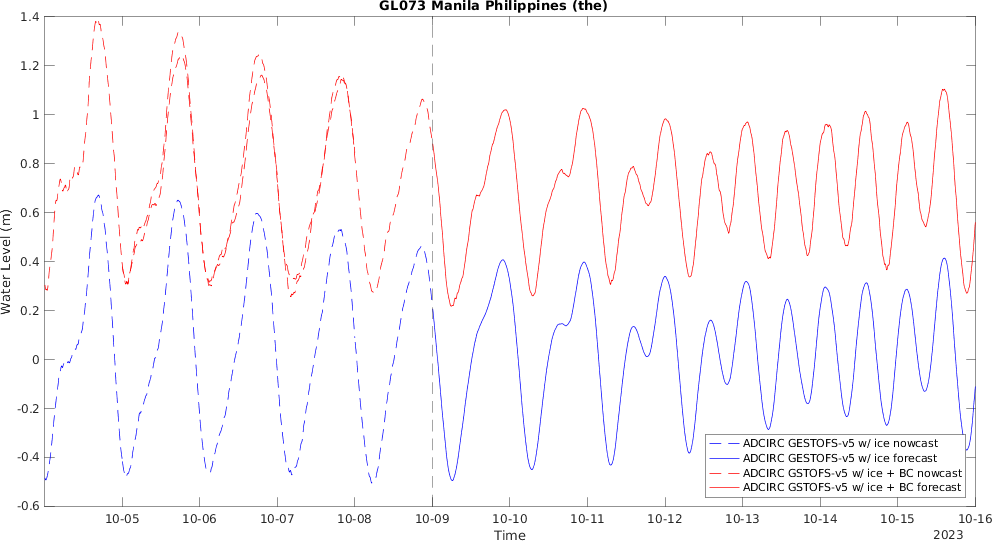 GL073 Manila Philippines (the)
1.4
1.2
1
0.8
0.6
0.4
0.2
0
-0.2
-0.4
-0.6
Water Level (m)
ADCIRC GESTOFS-v5 w/ ice nowcast
ADCIRC GESTOFS-v5 w/ ice forecast
ADCIRC GSTOFS-v5 w/ ice + BC nowcast
ADCIRC GSTOFS-v5 w/ ice + BC forecast
10-05 10-06 10-07 10-08 10-09 10-10 10-11 10-12 10-13 10-14 10-15 10-16
Time
2023